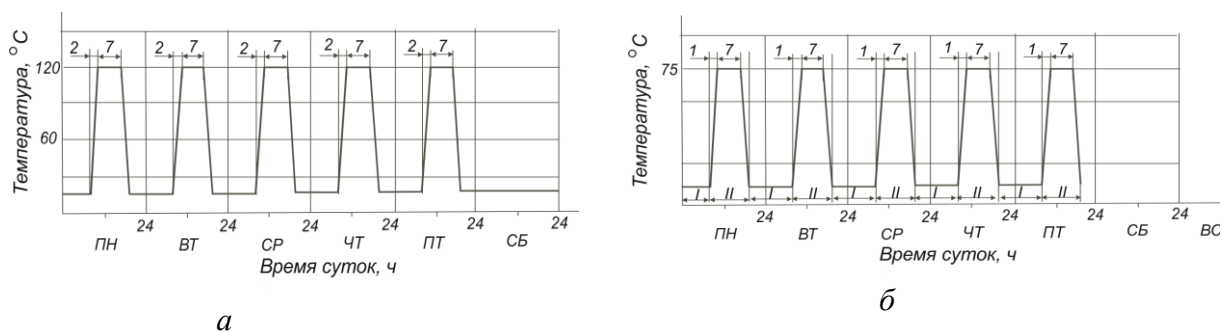 Температура, °С
2 7 2 7 2 7 2 7 2 7
120
60
24 24 24 24 24 24
ПН ВТ СР ЧТ ПТ СБ
Время суток, ч
а
Температура, °С
1 7 1 7 1 7 1 7 1 7
75
I II I II I II I II I II
24 24 24 24 24 24
ПН ВТ СР ЧТ ПТ СБ ВС
Время суток, ч
б